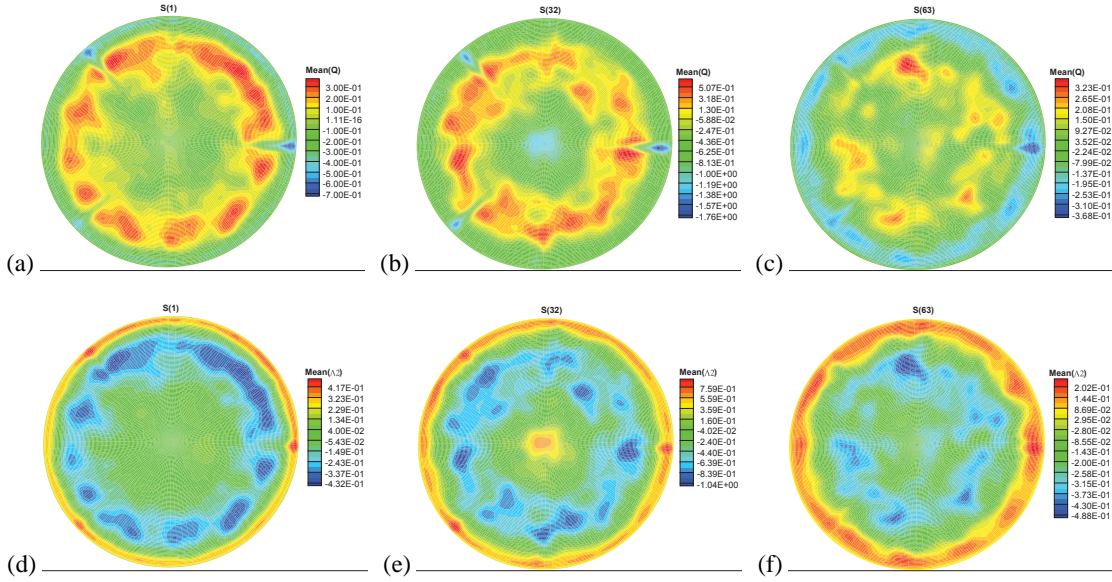 S(1)
Mean(Q)
3.00E-01
2.00E-01
1.00E-01
1.11E-16
-1.00E-01
-2.00E-01
-3.00E-01
-4.00E-01
-5.00E-01
-6.00E-01
-7.00E-01
(a)
S(32)
Mean(Q)
5.07E-01
3.18E-01
1.30E-01
-5.88E-02
-2.47E-01
-4.36E-01
-6.25E-01
-8.13E-01
-1.00E+00
-1.19E+00
-1.38E+00
-1.57E+00
-1.76E+00
(b)
S(63)
Mean(Q)
3.23E-01
2.65E-01
2.08E-01
1.50E-01
9.27E-02
3.52E-02
-2.24E-02
-7.99E-02
-1.37E-01
-1.95E-01
-2.53E-01
-3.10E-01
-3.68E-01
(c)
S(1)
Mean(Λ2)
4.17E-01
3.23E-01
2.29E-01
1.34E-01
4.00E-02
-5.43E-02
-1.49E-01
-2.43E-01
-3.37E-01
-4.32E-01
(d)
S(32)
Mean(Λ2)
7.59E-01
5.59E-01
3.59E-01
1.60E-01
-4.02E-02
-2.40E-01
-4.40E-01
-6.39E-01
-8.39E-01
-1.04E+00
(e)
S(63)
Mean(Λ2)
2.02E-01
1.44E-01
8.69E-02
2.95E-02
-2.80E-02
-8.55E-02
-1.43E-01
-2.00E-01
-2.58E-01
-3.15E-01
-3.73E-01
-4.30E-01
-4.88E-01
(f)